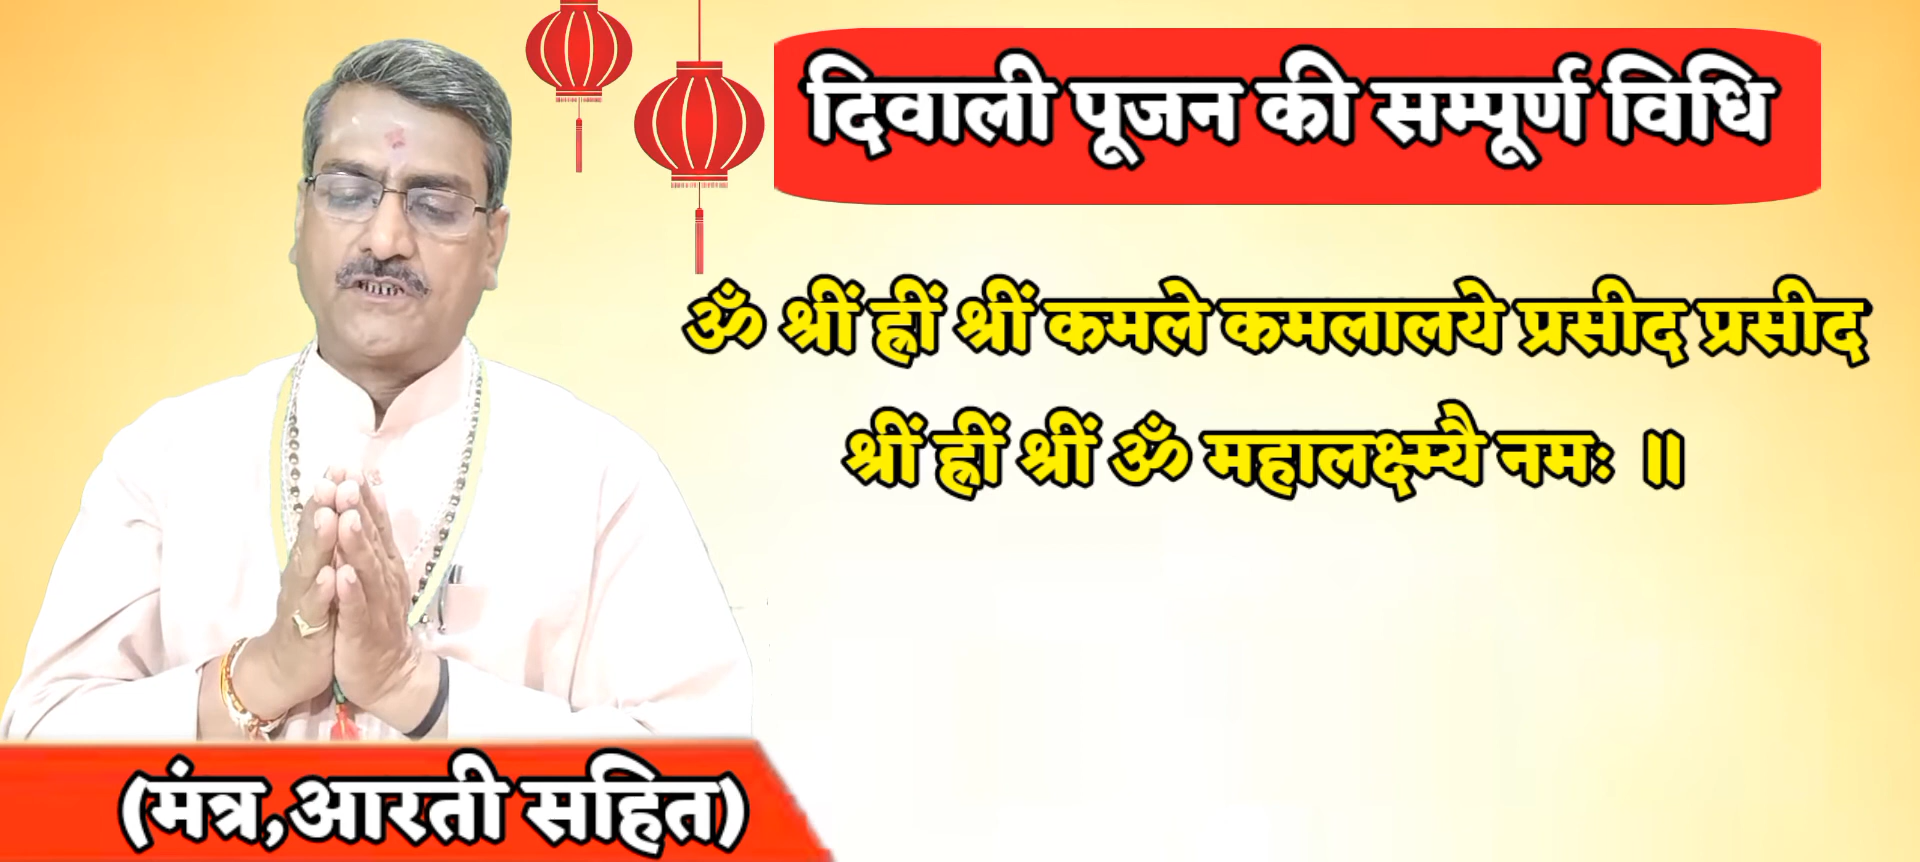 दिवाली पूजन की सम्पूर्ण विधि
ॐ श्रीं ह्रीं श्रीं कमले कमलालये प्रसीद प्रसीद
श्रीं ह्रीं श्रीं ॐ महालक्ष्म्यै नमः ॥
(मंत्र,आरती सहित)